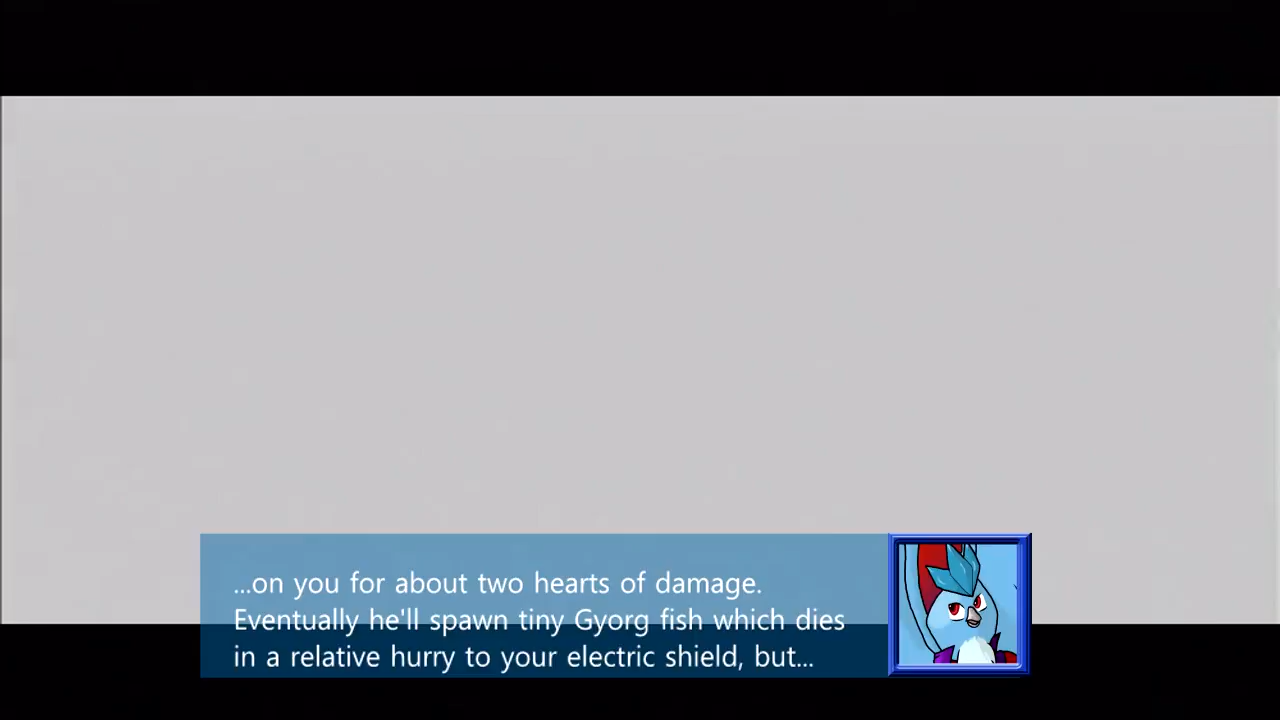 ...on you for about two hearts of damage.
Eventually he'll spawn tiny Gyorg fish which dies
in a relative hurry to your electric shield, but...